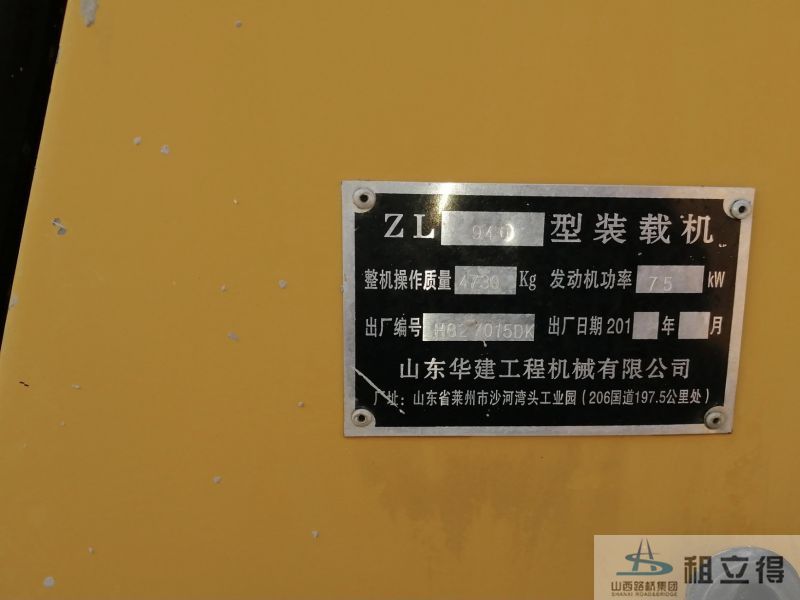 ZL 940 型装载机
整机操作质量 4730 Kg 发动机功率 75 kW
出厂编号 出厂日期 201 年 月
山东华建工程机械有限公司
厂址：山东省莱州市沙河湾头工业园（206国道197.5公里处）
山西路桥集团
SHANXI ROAD&BRIDGE
租立得